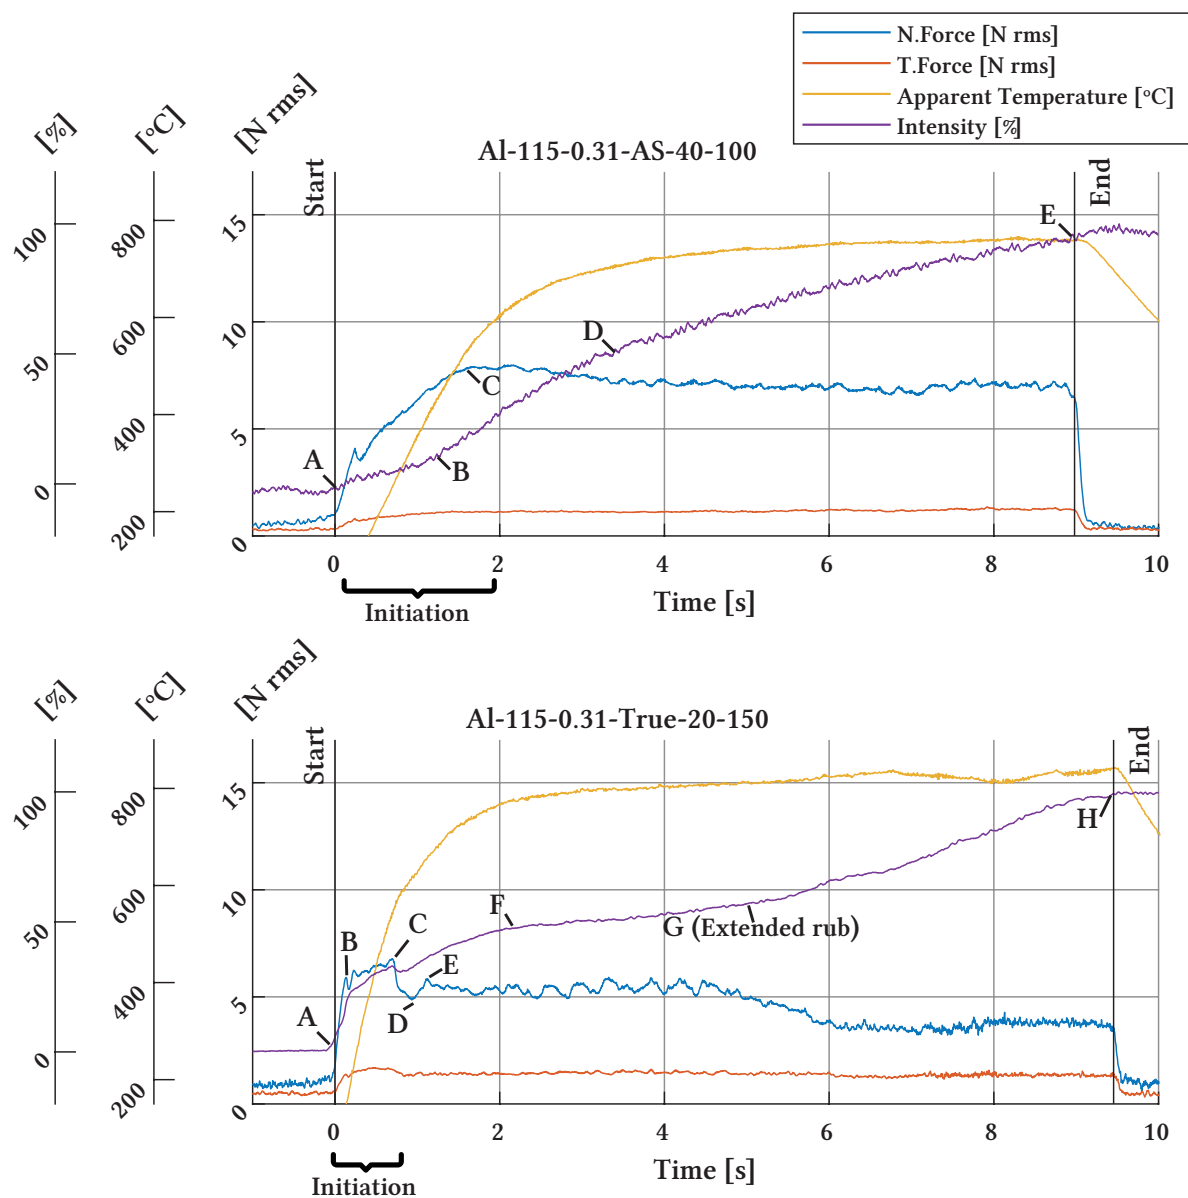 N.Force [N rms]
T.Force [N rms]
Apparent Temperature [°C]
Intensity [%]
[%]
[°C]
[N rms]
Al-115-0.31-AS-40-100
Start
End
100
50
0
800
600
400
200
15
10
5
0
A
B
C
D
E
0 2 4 6 8 10
Initiation
Time [s]
[%]
[°C]
[N rms]
Al-115-0.31-True-20-150
Start
End
100
50
0
800
600
400
200
15
10
5
0
A
B
C
D
E
F
G (Extended rub)
H
0 2 4 6 8 10
Initiation
Time [s]